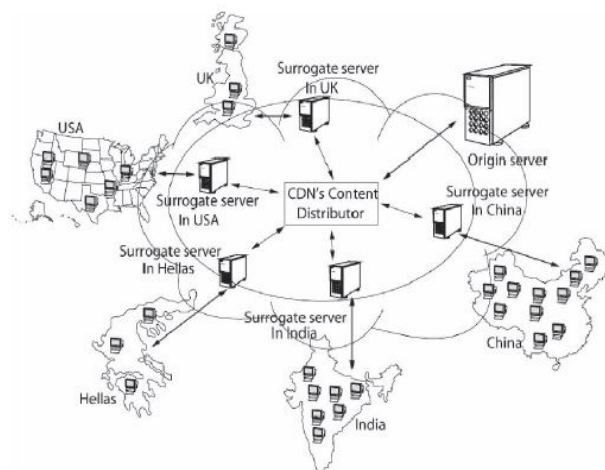 UK
Surrogate server
In UK
USA
Origin server
Surrogate server
In USA
CDN's Content
Distributor
Surrogate server
In China
Surrogate server
In Hellas
Surrogate server
In India
China
Hellas
India